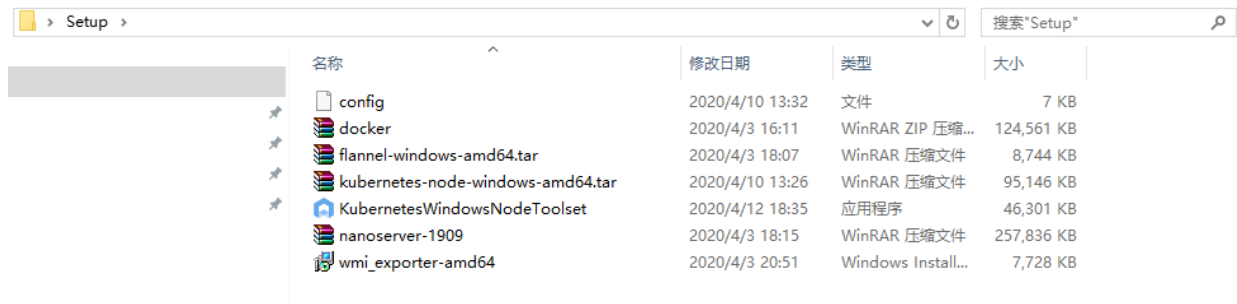 Setup
搜索"Setup"
名称 修改日期 类型 大小
config 2020/4/10 13:32 文件 7 KB
docker 2020/4/3 16:11 WinRAR ZIP 压缩... 124,561 KB
flannel-windows-amd64.tar 2020/4/3 18:07 WinRAR 压缩文件 8,744 KB
kubernetes-node-windows-amd64.tar 2020/4/10 13:26 WinRAR 压缩文件 95,146 KB
KubernetesWindowsNodeToolset 2020/4/12 18:35 应用程序 46,301 KB
nanoserver-1909 2020/4/3 18:15 WinRAR 压缩文件 257,836 KB
wmi_exporter-amd64 2020/4/3 20:51 Windows Install... 7,728 KB